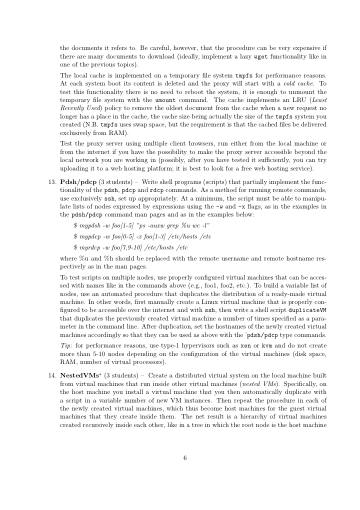 the documents it refers to. Be careful, however, that the procedure can be very expensive if
there are many documents to download (ideally, implement a lazy wget functionality like in
one of the previous topics).
The local cache is implemented on a temporary file system tmpfs for performance reasons.
At each system boot its content is deleted and the proxy will start with a cold cache. To
test this functionality there is no need to reboot the system, it is enough to unmount the
temporary file system with the umount command. The cache implements an LRU (Least
Recently Used) policy to remove the oldest document from the cache when a new request no
longer has a place in the cache, the cache size being actually the size of the tmpfs system you
created (N.B. tmpfs uses swap space, but the requirement is that the cached files be delivered
exclusively from RAM).
Test the proxy server using multiple client browsers, run either from the local machine or
from the internet if you have the possibility to make the proxy server accessible beyond the
local network you are working in (possibly, after you have tested it sufficiently, you can try
uploading it to a web hosting platform; it is best to look for a free web hosting service).
13. Pdsh/pdcp (3 students) – Write shell programs (scripts) that partially implement the func-
tionality of the pdsh, pdcp and rdcp commands. As a method for running remote commands,
use exclusively ssh, set up appropriately. At a minimum, the script must be able to manipu-
late lists of nodes expressed by expressions using the -w and -x flags, as in the examples in
the pdsh/pdcp command man pages and as in the examples below:
$ mypdsh -w foo[1-5] "ps -auxw| grep %u wc -l"
$ mypdcp -w foo[0-5] -x foo[1-3] /etc/hosts /etc
$ myrdcp -w foo[7,9-10] /etc/hosts /etc
where %u and %h should be replaced with the remote username and remote hostname res-
pectively as in the man pages.
To test scripts on multiple nodes, use properly configured virtual machines that can be acces-
sed with names like in the commands above (e.g., foo1, foo2, etc.). To build a variable list of
nodes, use an automated procedure that duplicates the distribution of a ready-made virtual
machine. In other words, first manually create a Linux virtual machine that is properly con-
figured to be accessible over the internet and with ssh, then write a shell script duplicateVM
that duplicates the previously created virtual machine a number of times specified as a para-
meter in the command line. After duplication, set the hostnames of the newly created virtual
machines accordingly so that they can be used as above with the 'pdsh/pdcp type commands.
Tip: for performance reasons, use type-1 hypervisors such as xen or kvm and do not create
more than 5-10 nodes depending on the configuration of the virtual machines (disk space,
RAM, number of virtual processors).
14. NestedVMs* (3 students) – Create a distributed virtual system on the local machine built
from virtual machines that run inside other virtual machines (nested VMs). Specifically, on
the host machine you install a virtual machine that you then automatically duplicate with
a script in a variable number of new VM instances. Then repeat the procedure in each of
the newly created virtual machines, which thus become host machines for the guest virtual
machines that they create inside them. The net result is a hierarchy of virtual machines
created recursively inside each other, like in a tree in which the root node is the host machine
6